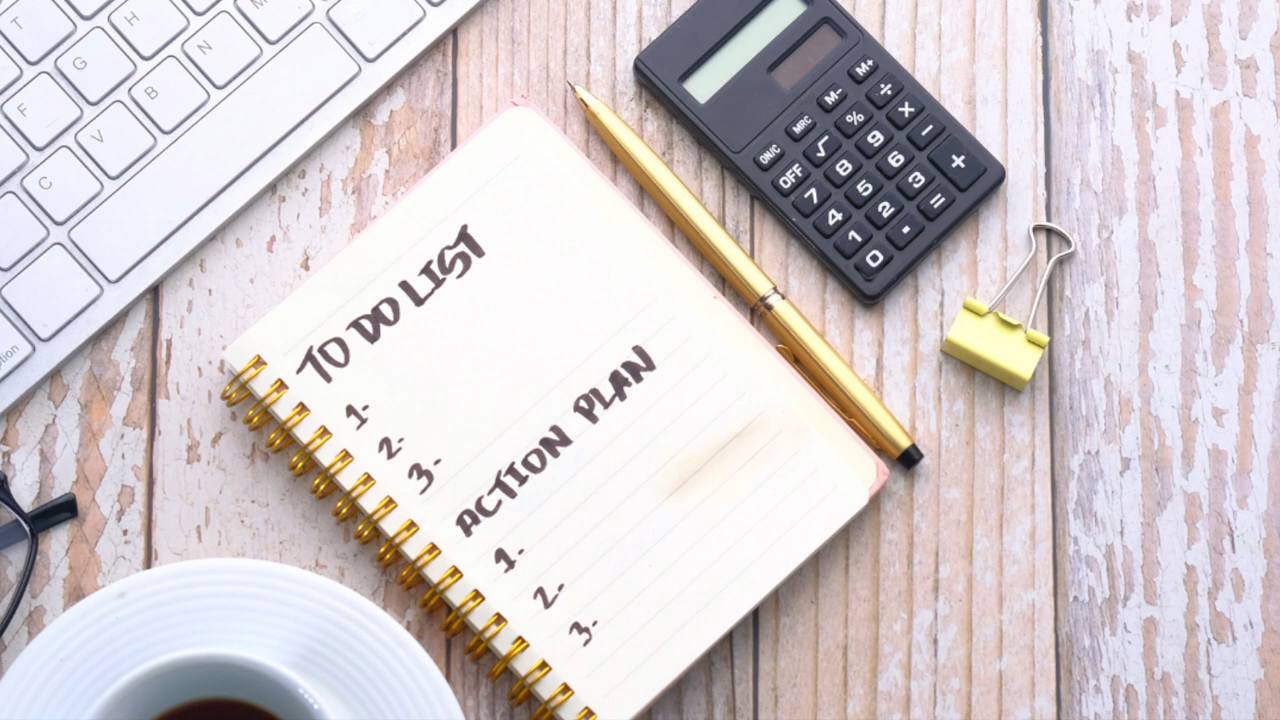 TO DO LIST
1-
2-
3-
ACTION PLAN
1-
2-
3-
T
H
M
G
N
F
B
V
C
ption
M+
M- ÷
MRC % ×
ON/C √ 9 -
OFF 8 6 +
7 5 3
4 2 =
1 .
0